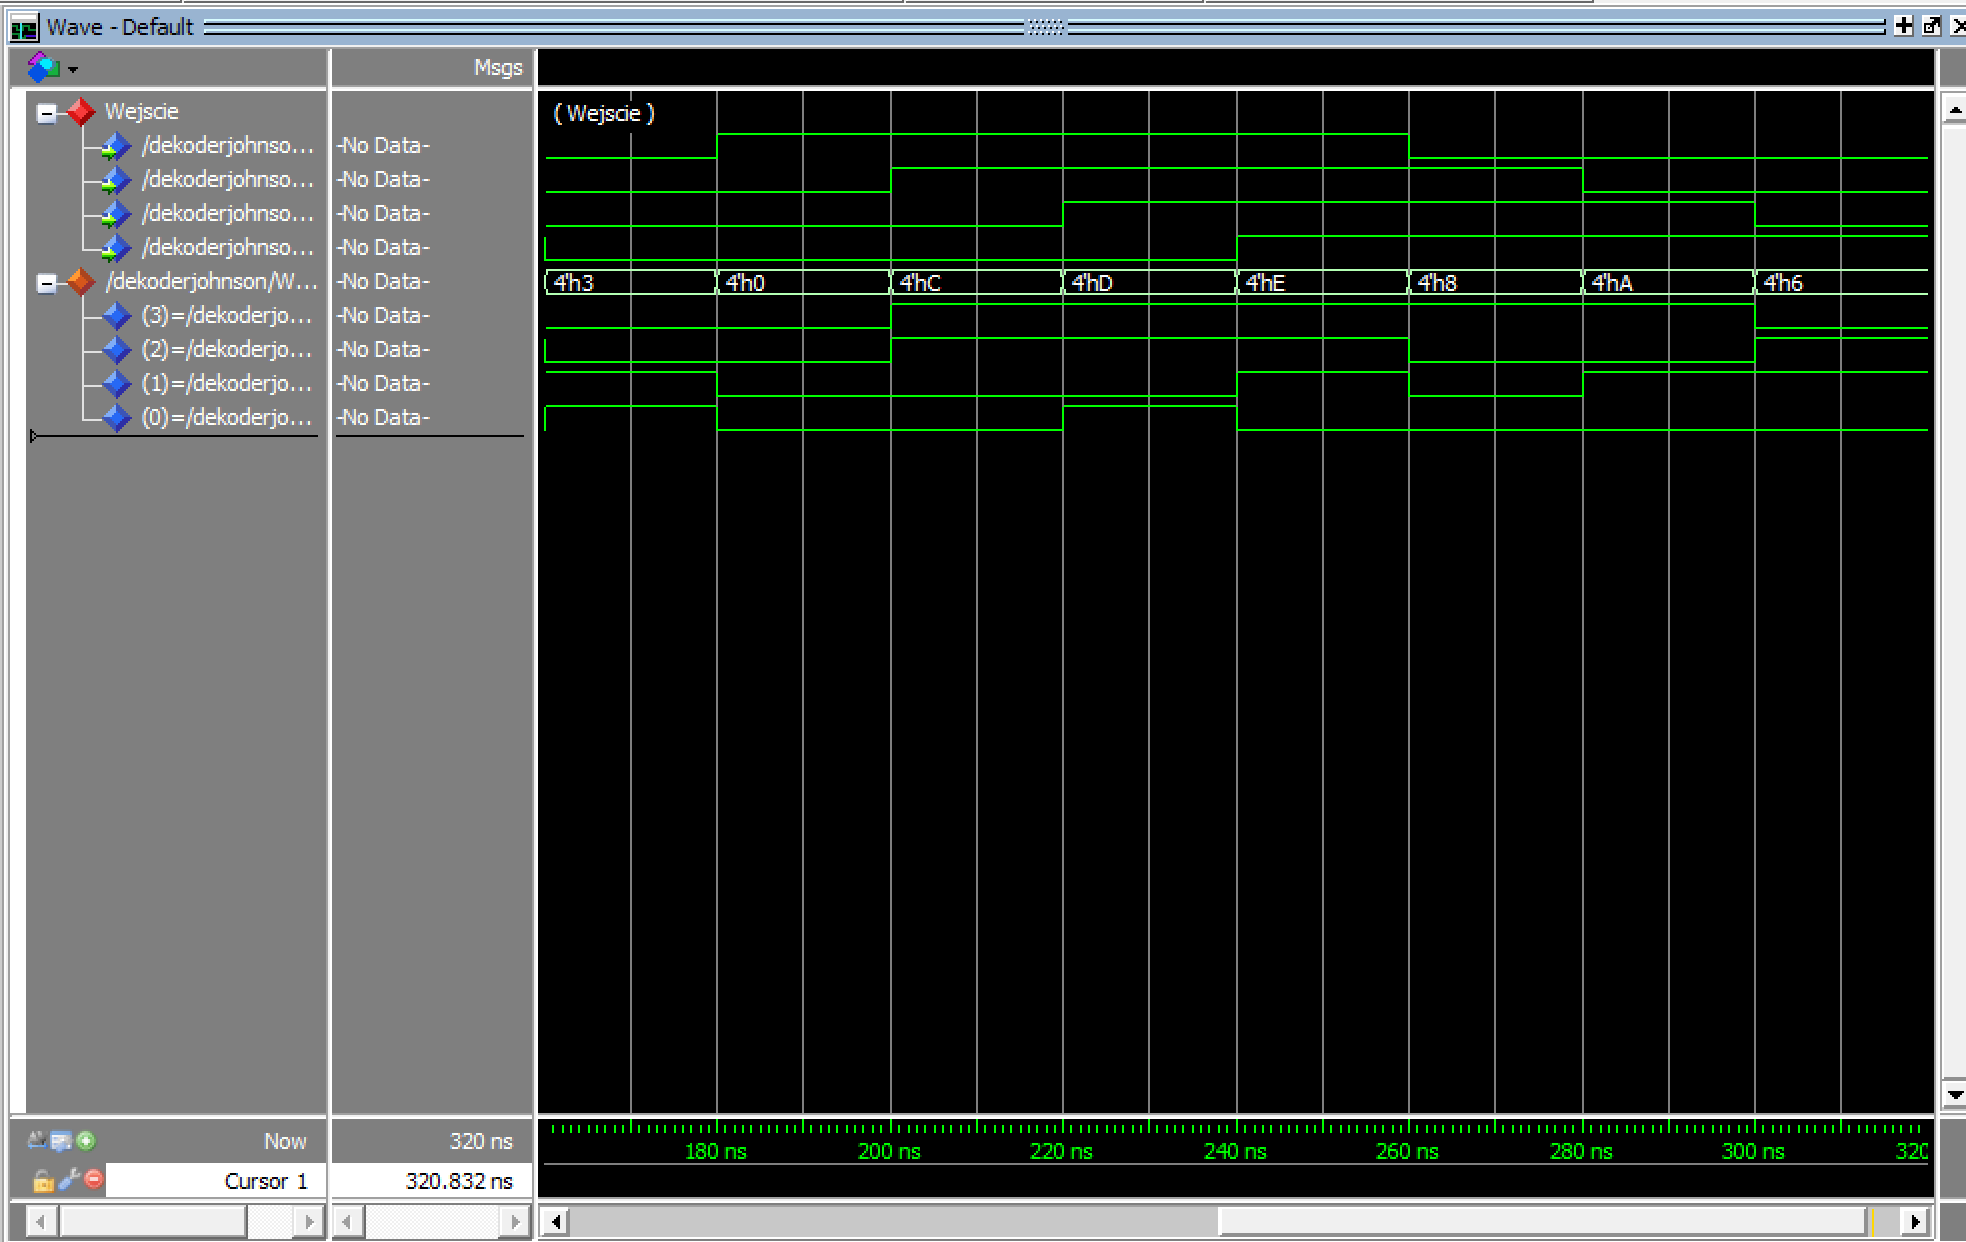 Wave - Default
Msgs
Wejscie
( Wejscie )
/dekoderjohnso... -No Data-
/dekoderjohnso... -No Data-
/dekoderjohnso... -No Data-
/dekoderjohnso... -No Data-
/dekoderjohnson/W... -No Data- 4'h3 4'h0 4'hC 4'hD 4'hE 4'h8 4'hA 4'h6
(3)=/dekoderjo... -No Data-
(2)=/dekoderjo... -No Data-
(1)=/dekoderjo... -No Data-
(0)=/dekoderjo... -No Data-
Now 320 ns 180 ns 200 ns 220 ns 240 ns 260 ns 280 ns 300 ns 320
Cursor 1 320.832 ns